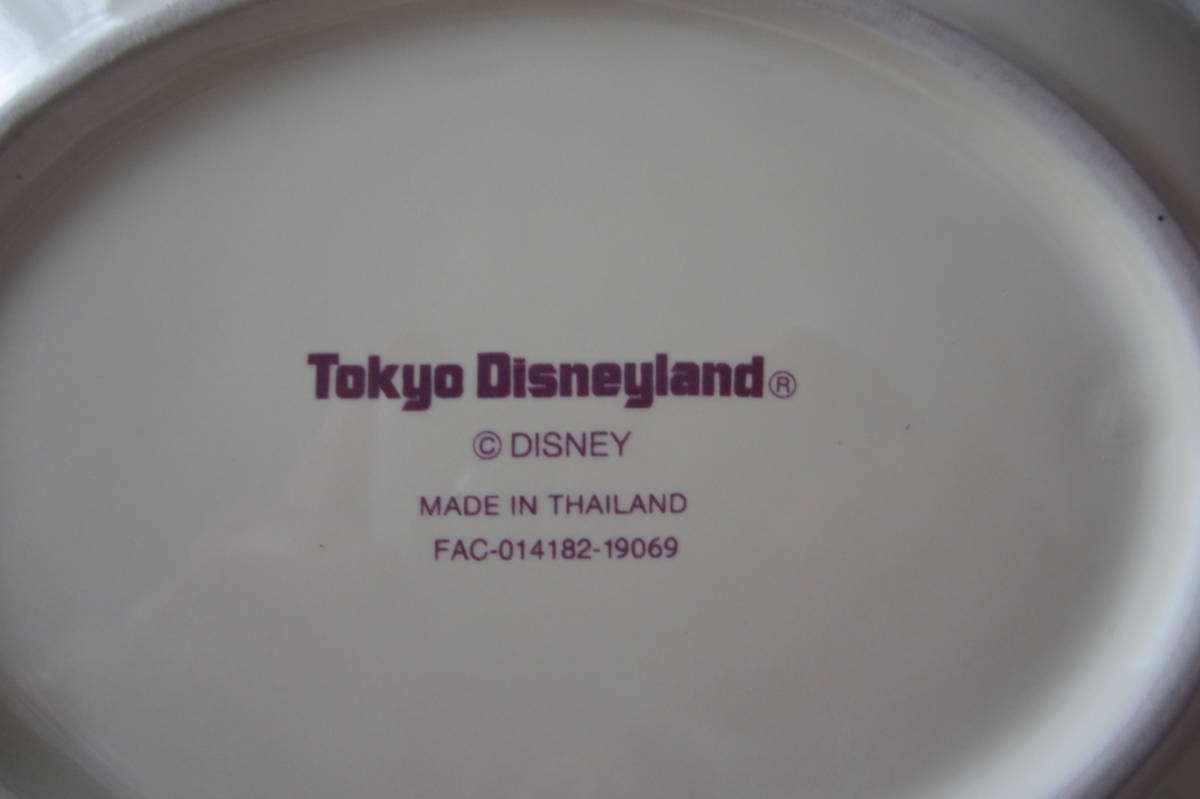 Tokyo Disneyland®
© DISNEY
MADE IN THAILAND
FAC-014182-19069